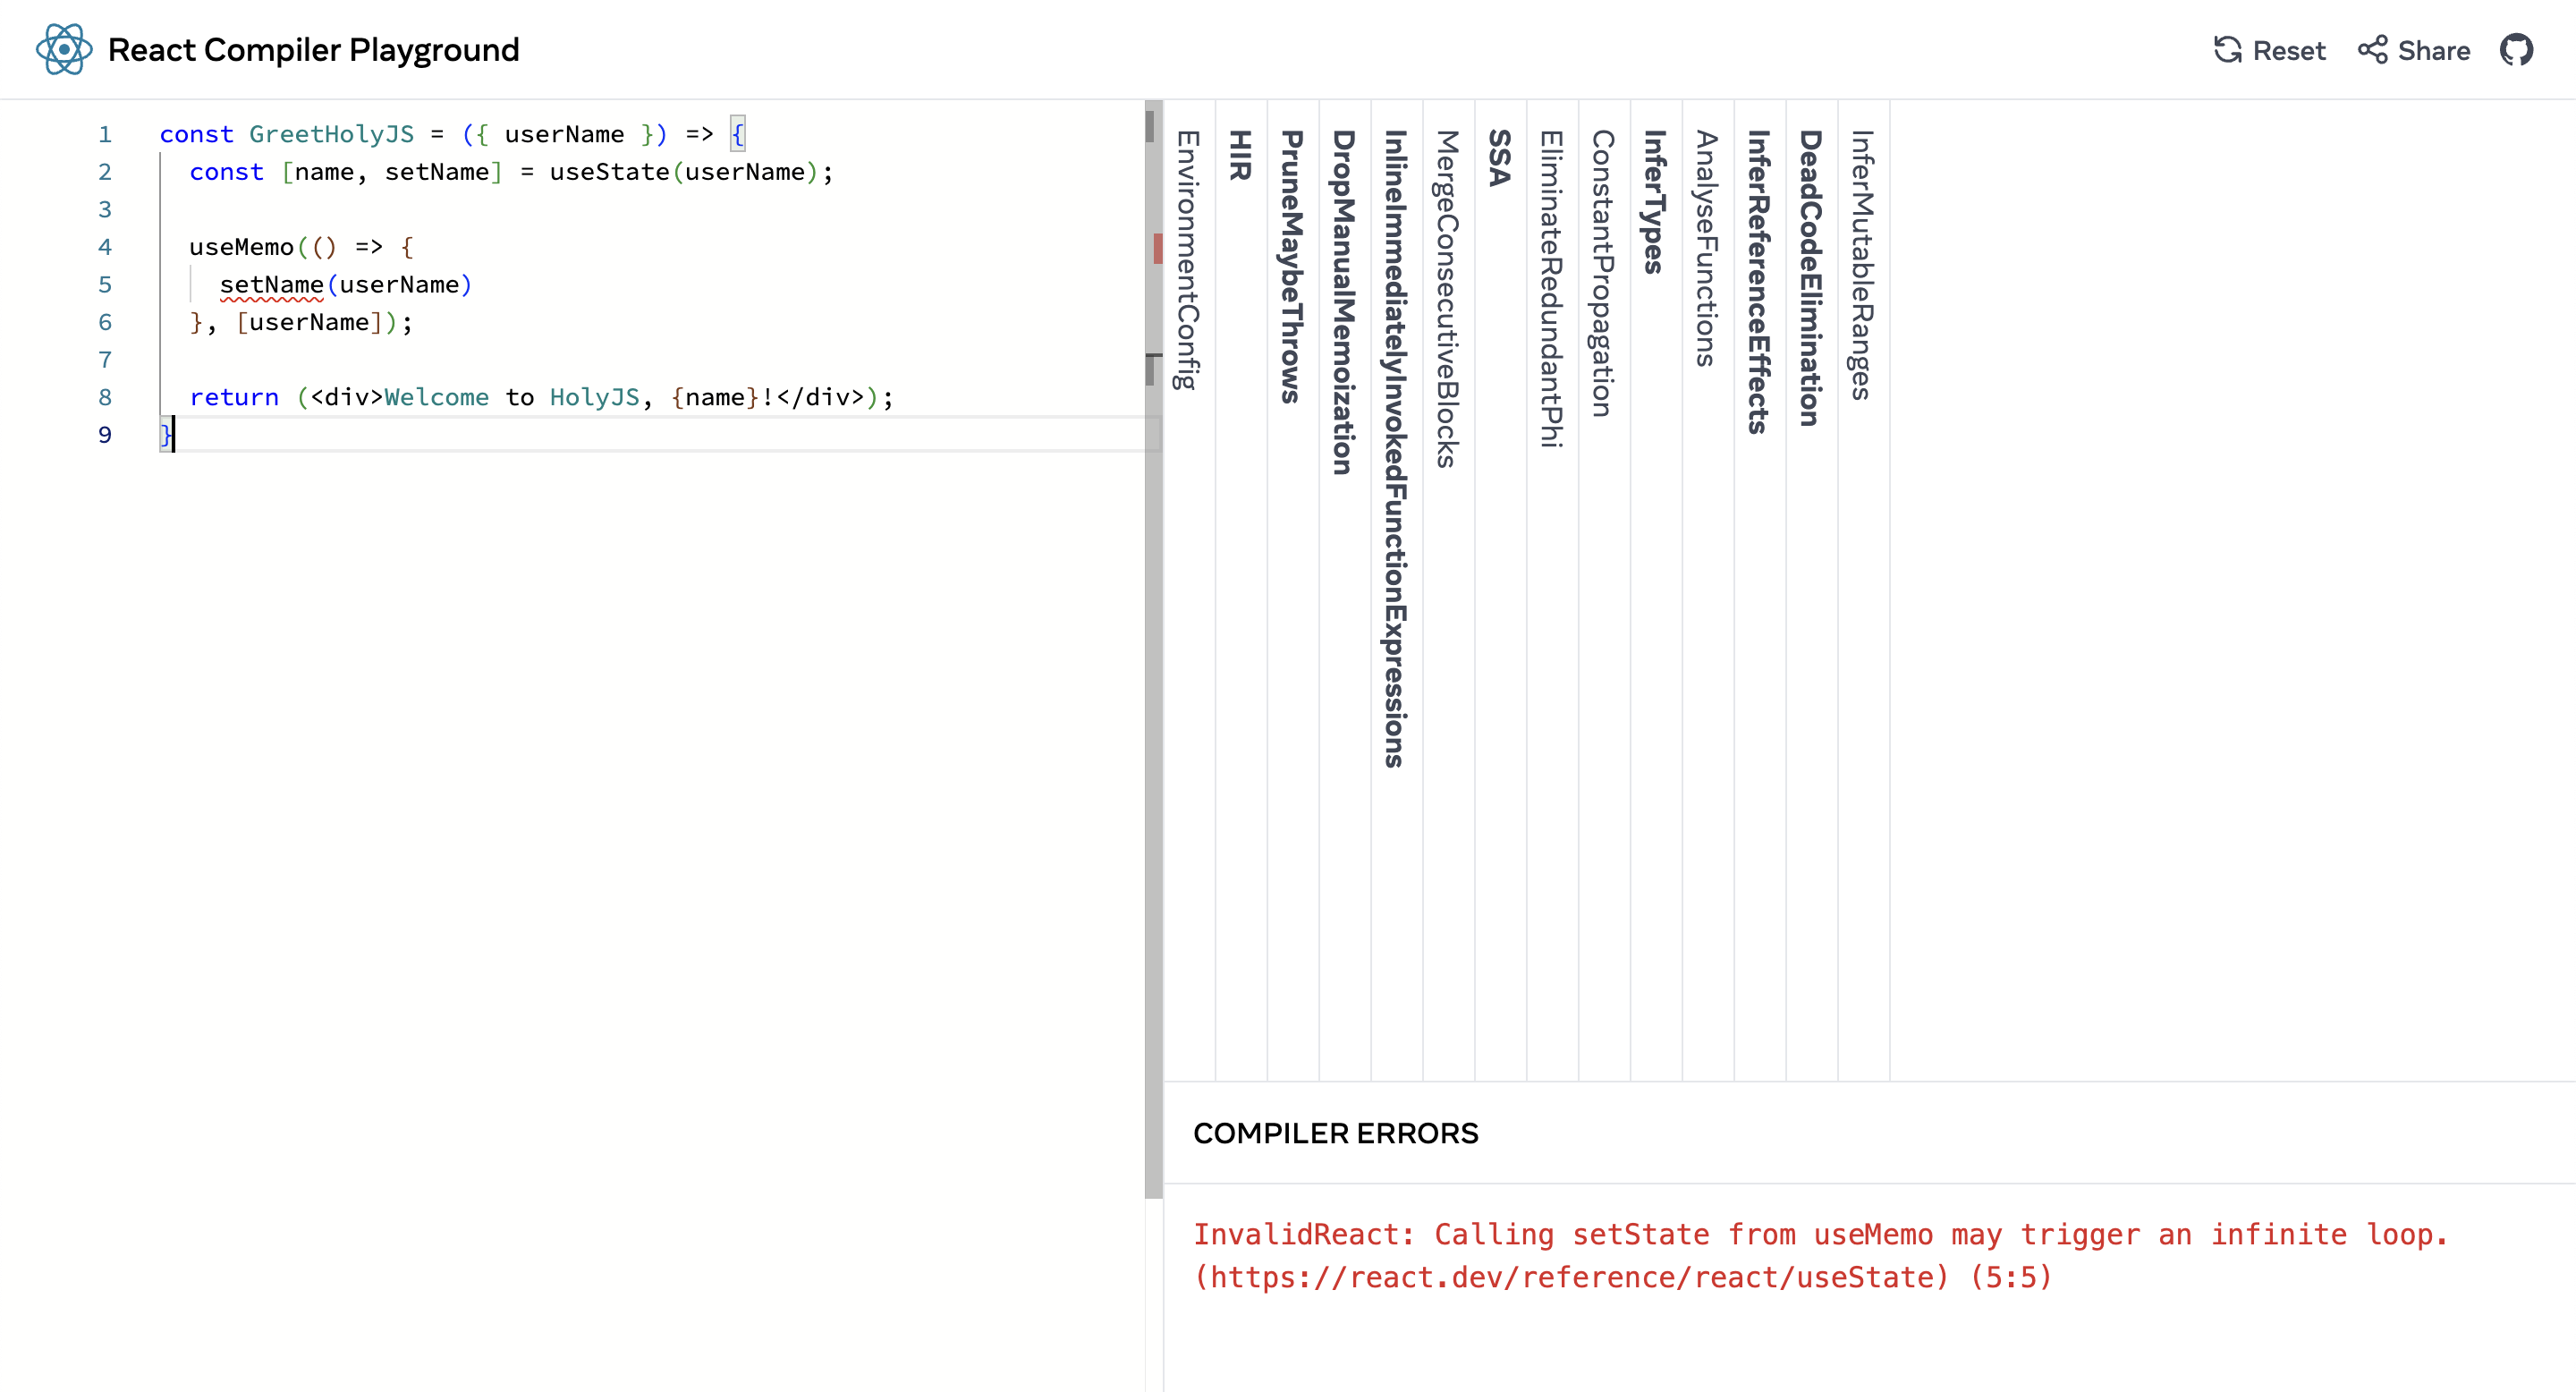 React Compiler Playground
Reset
Share
1 const GreetHolyJS = ({ userName }) => {
2 const [name, setName] = useState(userName);
3
4 useMemo(() => {
5 setName(userName)
6 }, [userName]);
7
8 return (<div>Welcome to HolyJS, {name}!</div>);
9 }
EnvironmentConfig
HIR
PruneMaybeThrows
DropManualMemoization
InlineImmediatelyInvokedFunctionExpressions
MergeConsecutiveBlocks
SSA
EliminateRedundantPhi
ConstantPropagation
InferTypes
AnalyseFunctions
InferReferenceEffects
DeadCodeElimination
InferMutableRanges
COMPILER ERRORS
InvalidReact: Calling setState from useMemo may trigger an infinite loop.
(https://react.dev/reference/react/useState) (5:5)